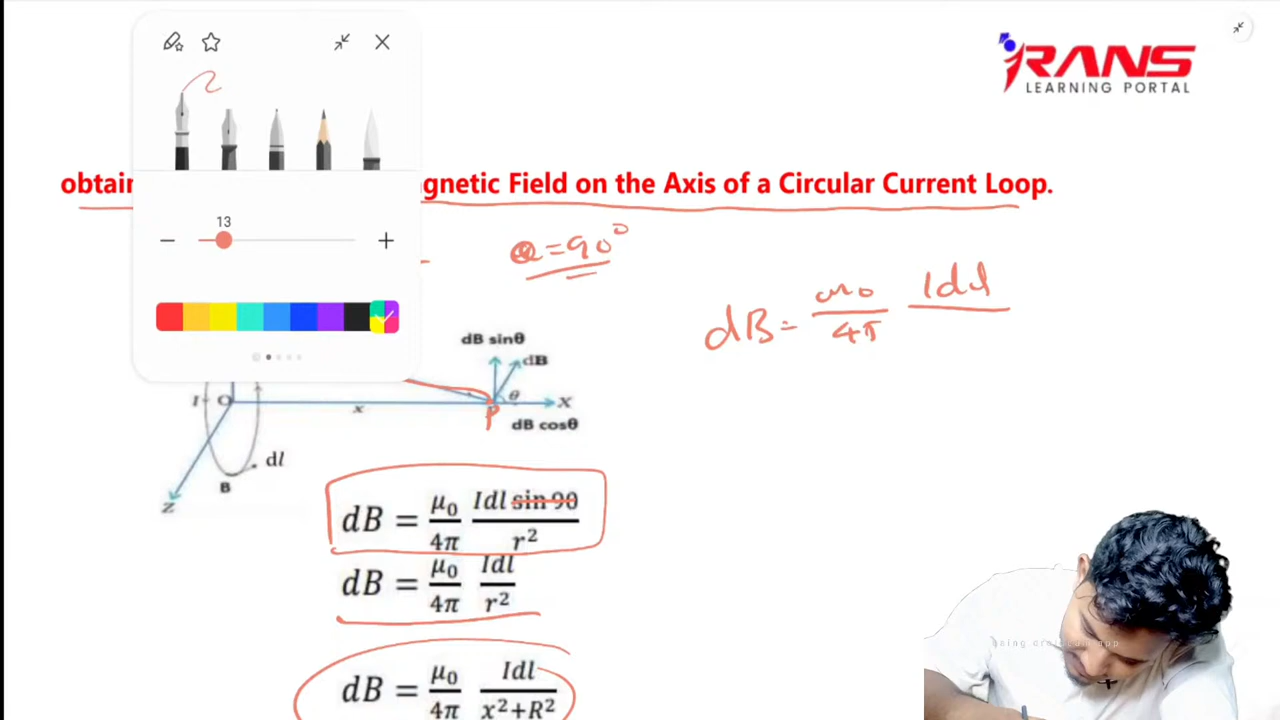 RANS
LEARNING PORTAL
obtain
gnetic Field on the Axis of a Circular Current Loop.
13
= 90°
dB = μ₀/4π Idl
dB sinθ
dB
θ
X
dB cosθ
P
I
O
x
dl
B
Z
dB = μ₀/4π Idl sin 90/r²
dB = μ₀/4π Idl/r²
dB = μ₀/4π Idl/x²+R²